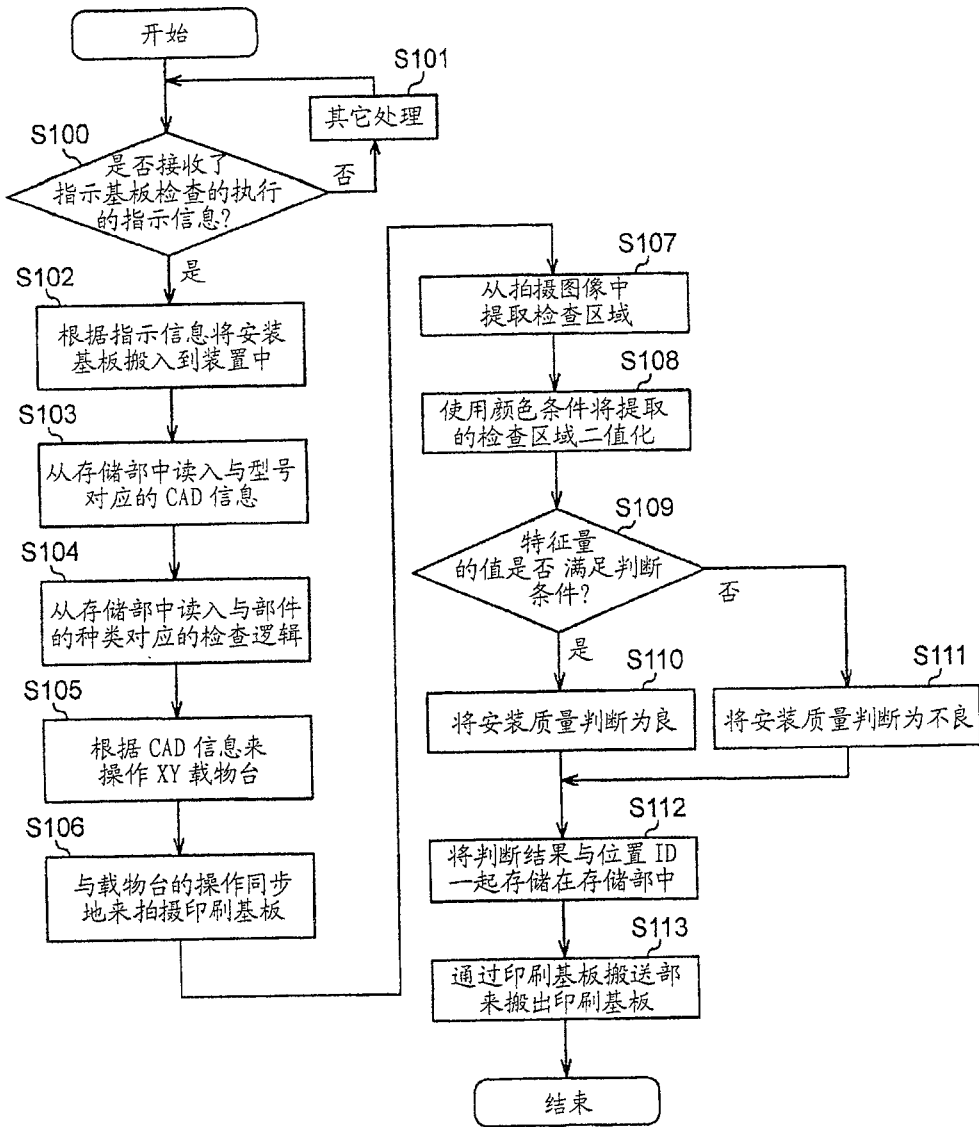 开始
S101
其它处理
S100
是否接收了
指示基板检查的执行
的指示信息?
否
是
S102
根据指示信息将安装
基板搬入到装置中
S103
从存储部中读入与型号
对应的 CAD 信息
S104
从存储部中读入与部件
的种类对应的检查逻辑
S105
根据 CAD 信息来
操作 XY 载物台
S106
与载物台的操作同步
地来拍摄印刷基板
S107
从拍摄图像中
提取检查区域
S108
使用颜色条件将提取
的检查区域二值化
S109
特征量
的值是否 满足判断
条件?
否
是
S110
将安装质量判断为良
S111
将安装质量判断为不良
S112
将判断结果与位置 ID
一起存储在存储部中
S113
通过印刷基板搬送部
来搬出印刷基板
结束